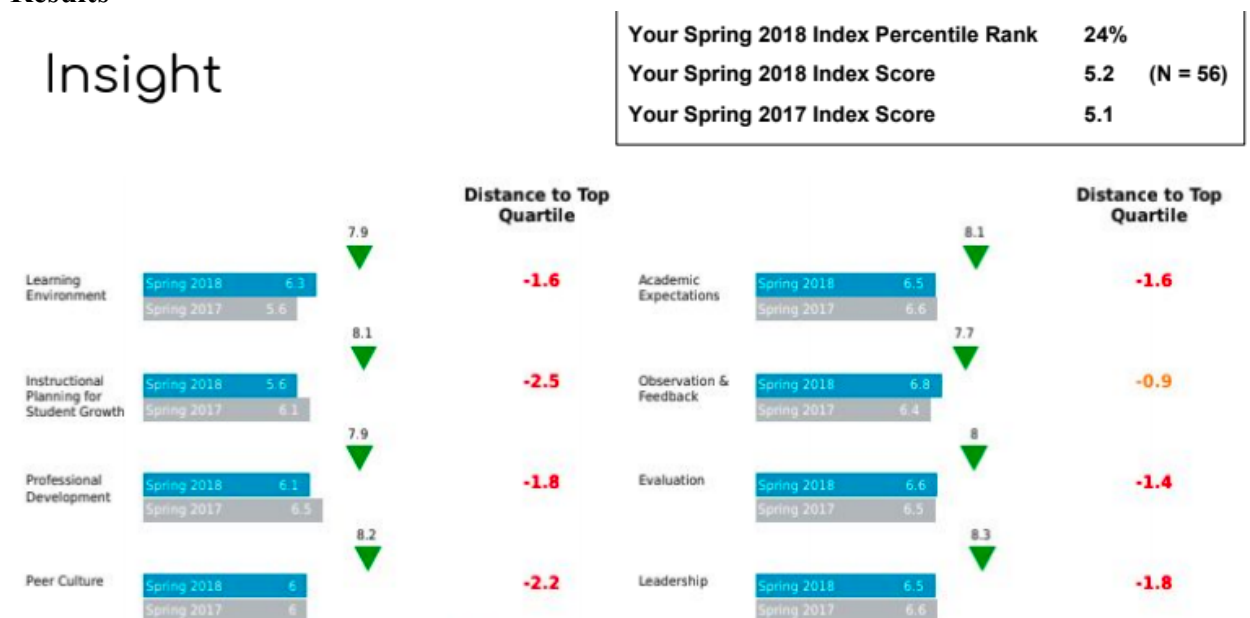 Results
Insight
Your Spring 2018 Index Percentile Rank 24%
Your Spring 2018 Index Score 5.2 (N = 56)
Your Spring 2017 Index Score 5.1
Distance to Top
Quartile
7.9
Learning
Environment
Spring 2018 6.3
Spring 2017 5.6
-1.6
8.1
Instructional
Planning for
Student Growth
Spring 2018 5.6
Spring 2017 6.1
-2.5
7.9
Professional
Development
Spring 2018 6.1
Spring 2017 6.5
-1.8
8.2
Peer Culture
Spring 2018 6
Spring 2017 6
-2.2
Distance to Top
Quartile
8.1
Academic
Expectations
Spring 2018 6.5
Spring 2017 6.6
-1.6
7.7
Observation &
Feedback
Spring 2018 6.8
Spring 2017 6.4
-0.9
8
Evaluation
Spring 2018 6.6
Spring 2017 6.5
-1.4
8.3
Leadership
Spring 2018 6.5
Spring 2017 6.6
-1.8